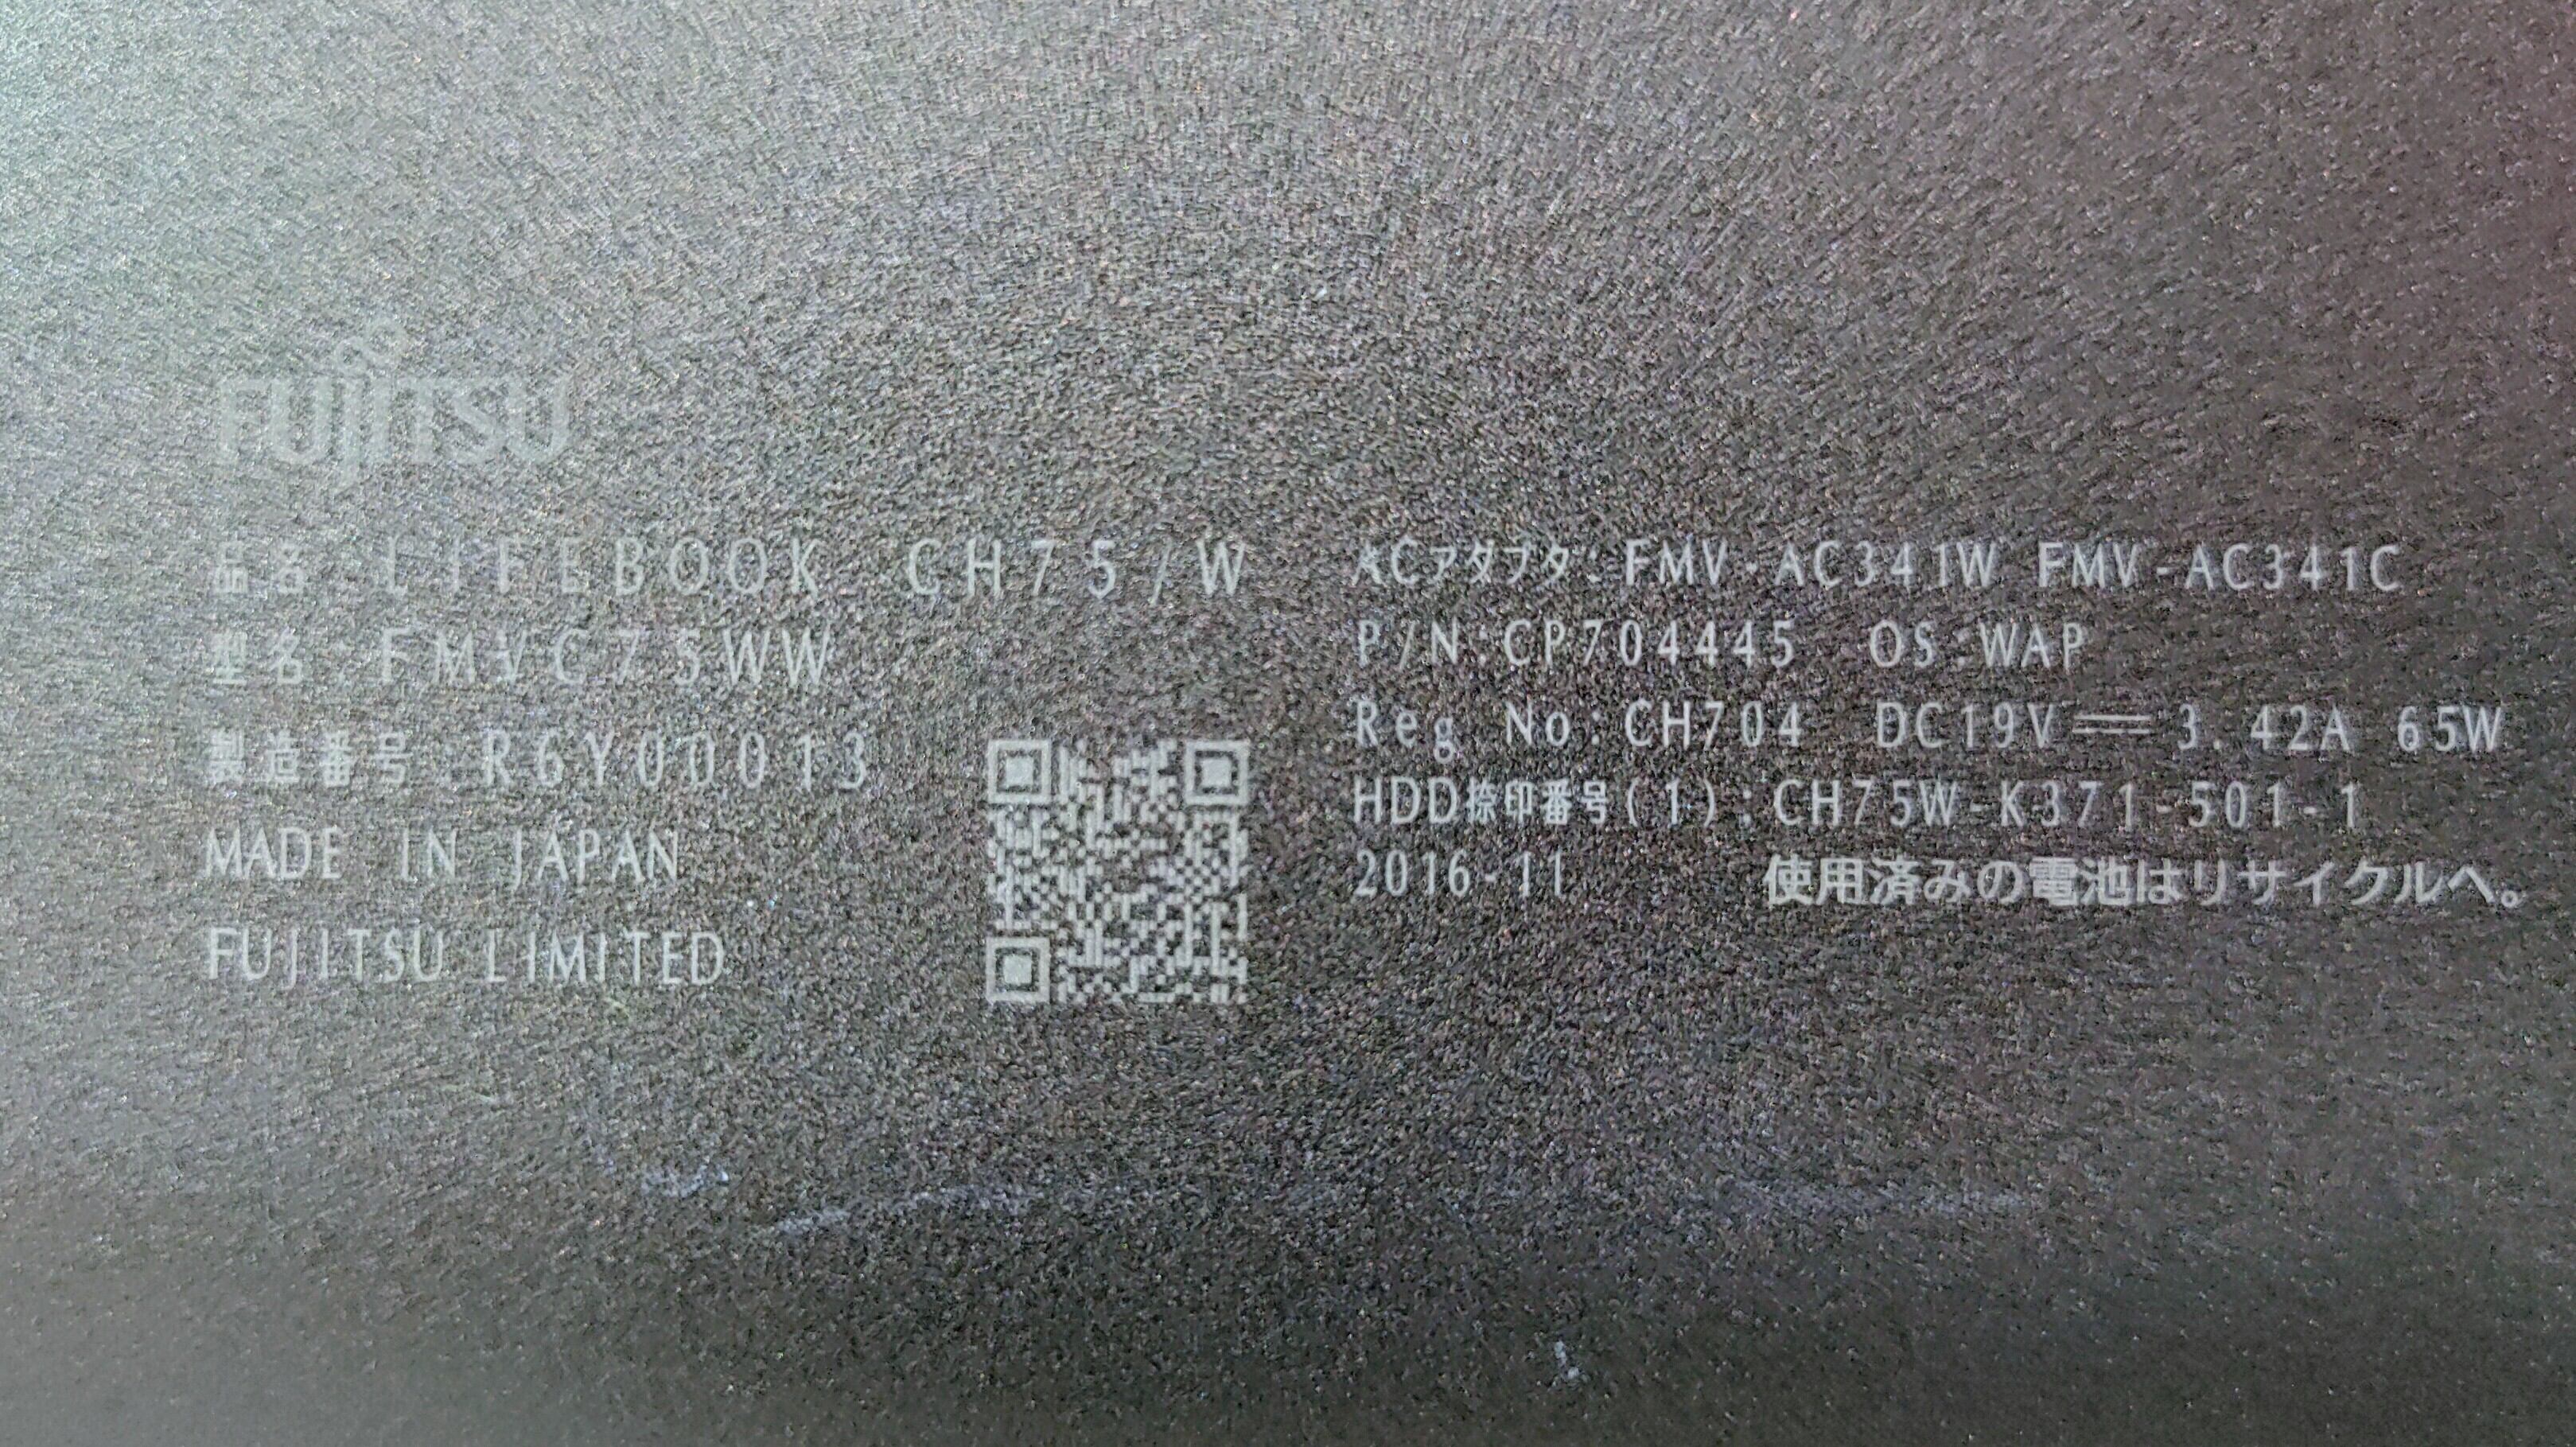 FUJITSU
品名:LIFEBOOK CH75/W
型名:FMVC75WW
製造番号:R6Y00013
MADE IN JAPAN
FUJITSU LIMITED
ACアダプタ:FMV-AC341W FMV-AC341C
P/N:CP704445 OS:WAP
Reg No:CH704 DC19V⎓3.42A 65W
HDD捺印番号(1):CH75W-K371-501-1
2016-11
使用済みの電池はリサイクルへ。